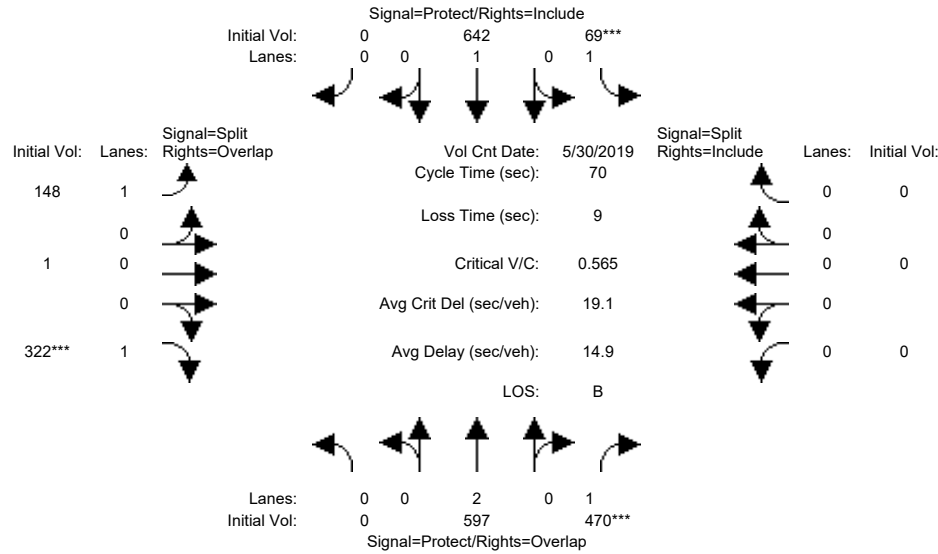 Signal=Protect/Rights=Include
Initial Vol: 0 642 69***
Lanes: 0 0 1 0 1
Signal=Split Signal=Split
Initial Vol: Lanes: Rights=Overlap Vol Cnt Date: 5/30/2019 Rights=Include Lanes: Initial Vol:
Cycle Time (sec): 70
148 1 0 0
Loss Time (sec): 9
0 0
1 0 Critical V/C: 0.565 0 0
0 Avg Crit Del (sec/veh): 19.1 0
322*** 1 Avg Delay (sec/veh): 14.9 0 0
LOS: B
Lanes: 0 0 2 0 1
Initial Vol: 0 597 470***
Signal=Protect/Rights=Overlap